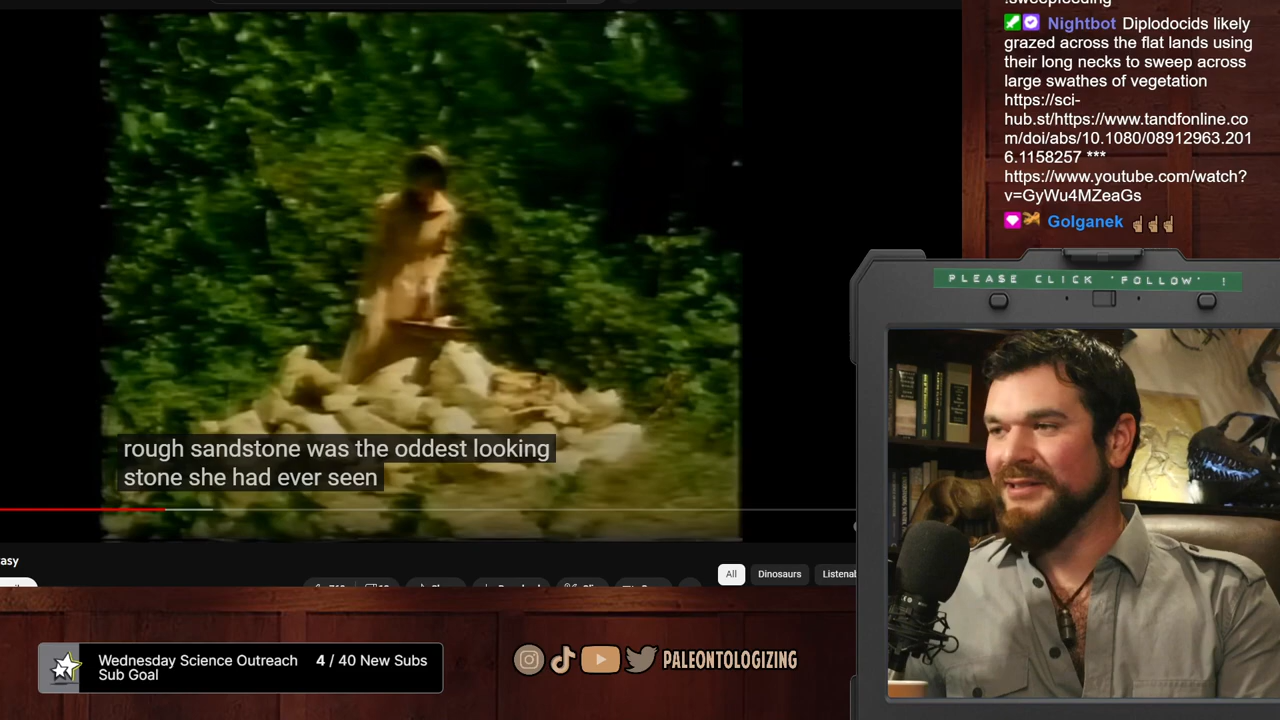 Nightbot Diplodocids likely
grazed across the flat lands using
their long necks to sweep across
large swathes of vegetation
https://sci-
hub.st/https://www.tandfonline.co
m/doi/abs/10.1080/08912963.201
6.1158257 ***
https://www.youtube.com/watch?
v=GyWu4MZeaGs
Golganek
PLEASE CLICK "FOLLOW" !
rough sandstone was the oddest looking
stone she had ever seen
asy
All Dinosaurs Listenab
Wednesday Science Outreach 4 / 40 New Subs
Sub Goal
PALEONTOLOGIZING